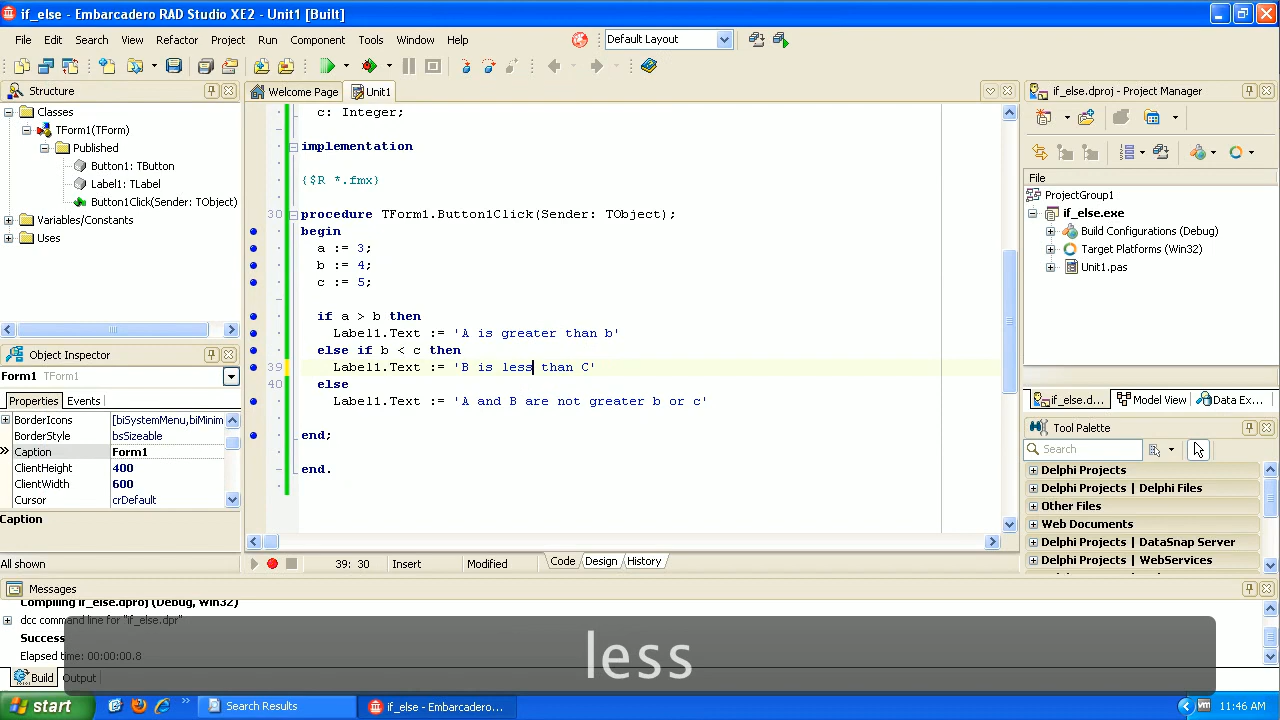 if_else - Embarcadero RAD Studio XE2 - Unit1 [Built]
File Edit Search View Refactor Project Run Component Tools Window Help
Default Layout
Structure
Classes
TForm1(TForm)
Published
Button1: TButton
Label1: TLabel
Button1Click(Sender: TObject)
Variables/Constants
Uses
Object Inspector
Form1 TForm1
Properties Events
BorderIcons [biSystemMenu,biMinim
BorderStyle bsSizeable
Caption Form1
ClientHeight 400
ClientWidth 600
Cursor crDefault
Caption
All shown
Welcome Page Unit1
c: Integer;
implementation
{$R *.fmx}
30 procedure TForm1.Button1Click(Sender: TObject);
begin
a := 3;
b := 4;
c := 5;
if a > b then
Label1.Text := 'A is greater than b'
else if b < c then
39 Label1.Text := 'B is less than C'
40 else
Label1.Text := 'A and B are not greater b or c'
end;
end.
39: 30 Insert Modified Code Design History
if_else.dproj - Project Manager
File
ProjectGroup1
if_else.exe
Build Configurations (Debug)
Target Platforms (Win32)
Unit1.pas
if_else.d... Model View Data Ex...
Tool Palette
Search
Delphi Projects
Delphi Projects | Delphi Files
Other Files
Web Documents
Delphi Projects | DataSnap Server
Delphi Projects | WebServices
Messages
Compiling if_else.dproj (Debug, Win32)
dcc command line for "if_else.dpr"
Success
Elapsed time: 00:00:00.8
less
Build Output
start Search Results if_else - Embarcadero... 11:46 AM